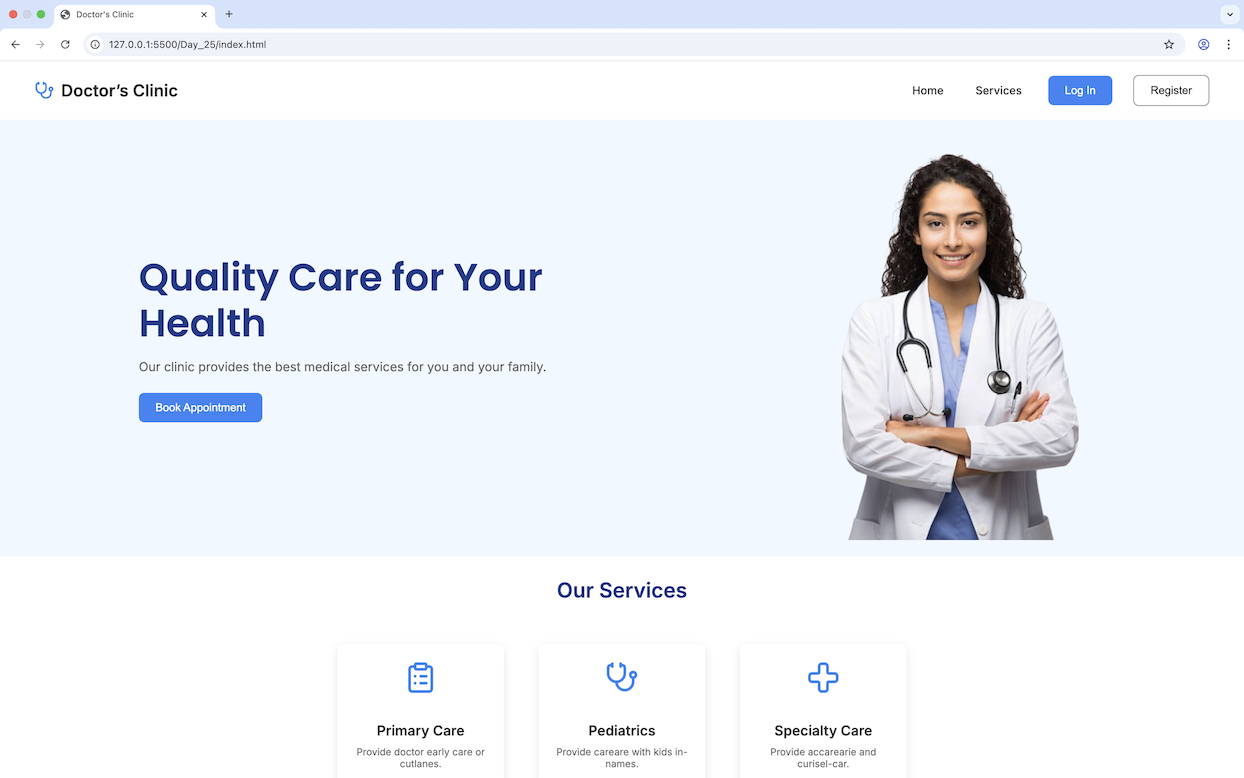 Doctor's Clinic
127.0.0.1:5500/Day_25/index.html
Doctor's Clinic
Home
Services
Log In
Register
Quality Care for Your
Health
Our clinic provides the best medical services for you and your family.
Book Appointment
Our Services
Primary Care
Provide doctor early care or
cutlanes.
Pediatrics
Provide careare with kids in-
names.
Specialty Care
Provide accarearie and
curisel-car.